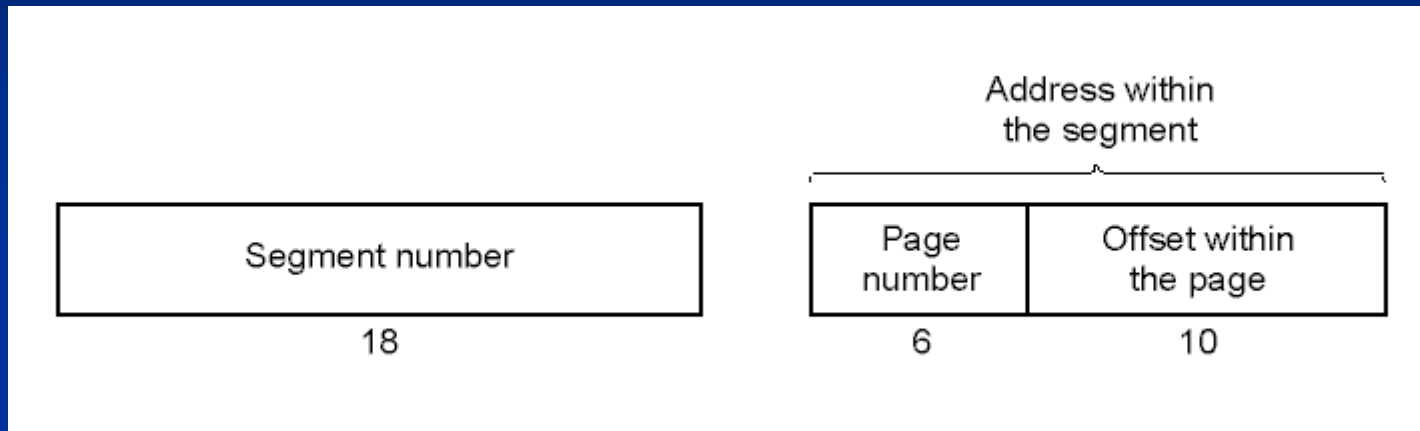 Address within
the segment
Segment number
Page
number
Offset within
the page
18
6
10